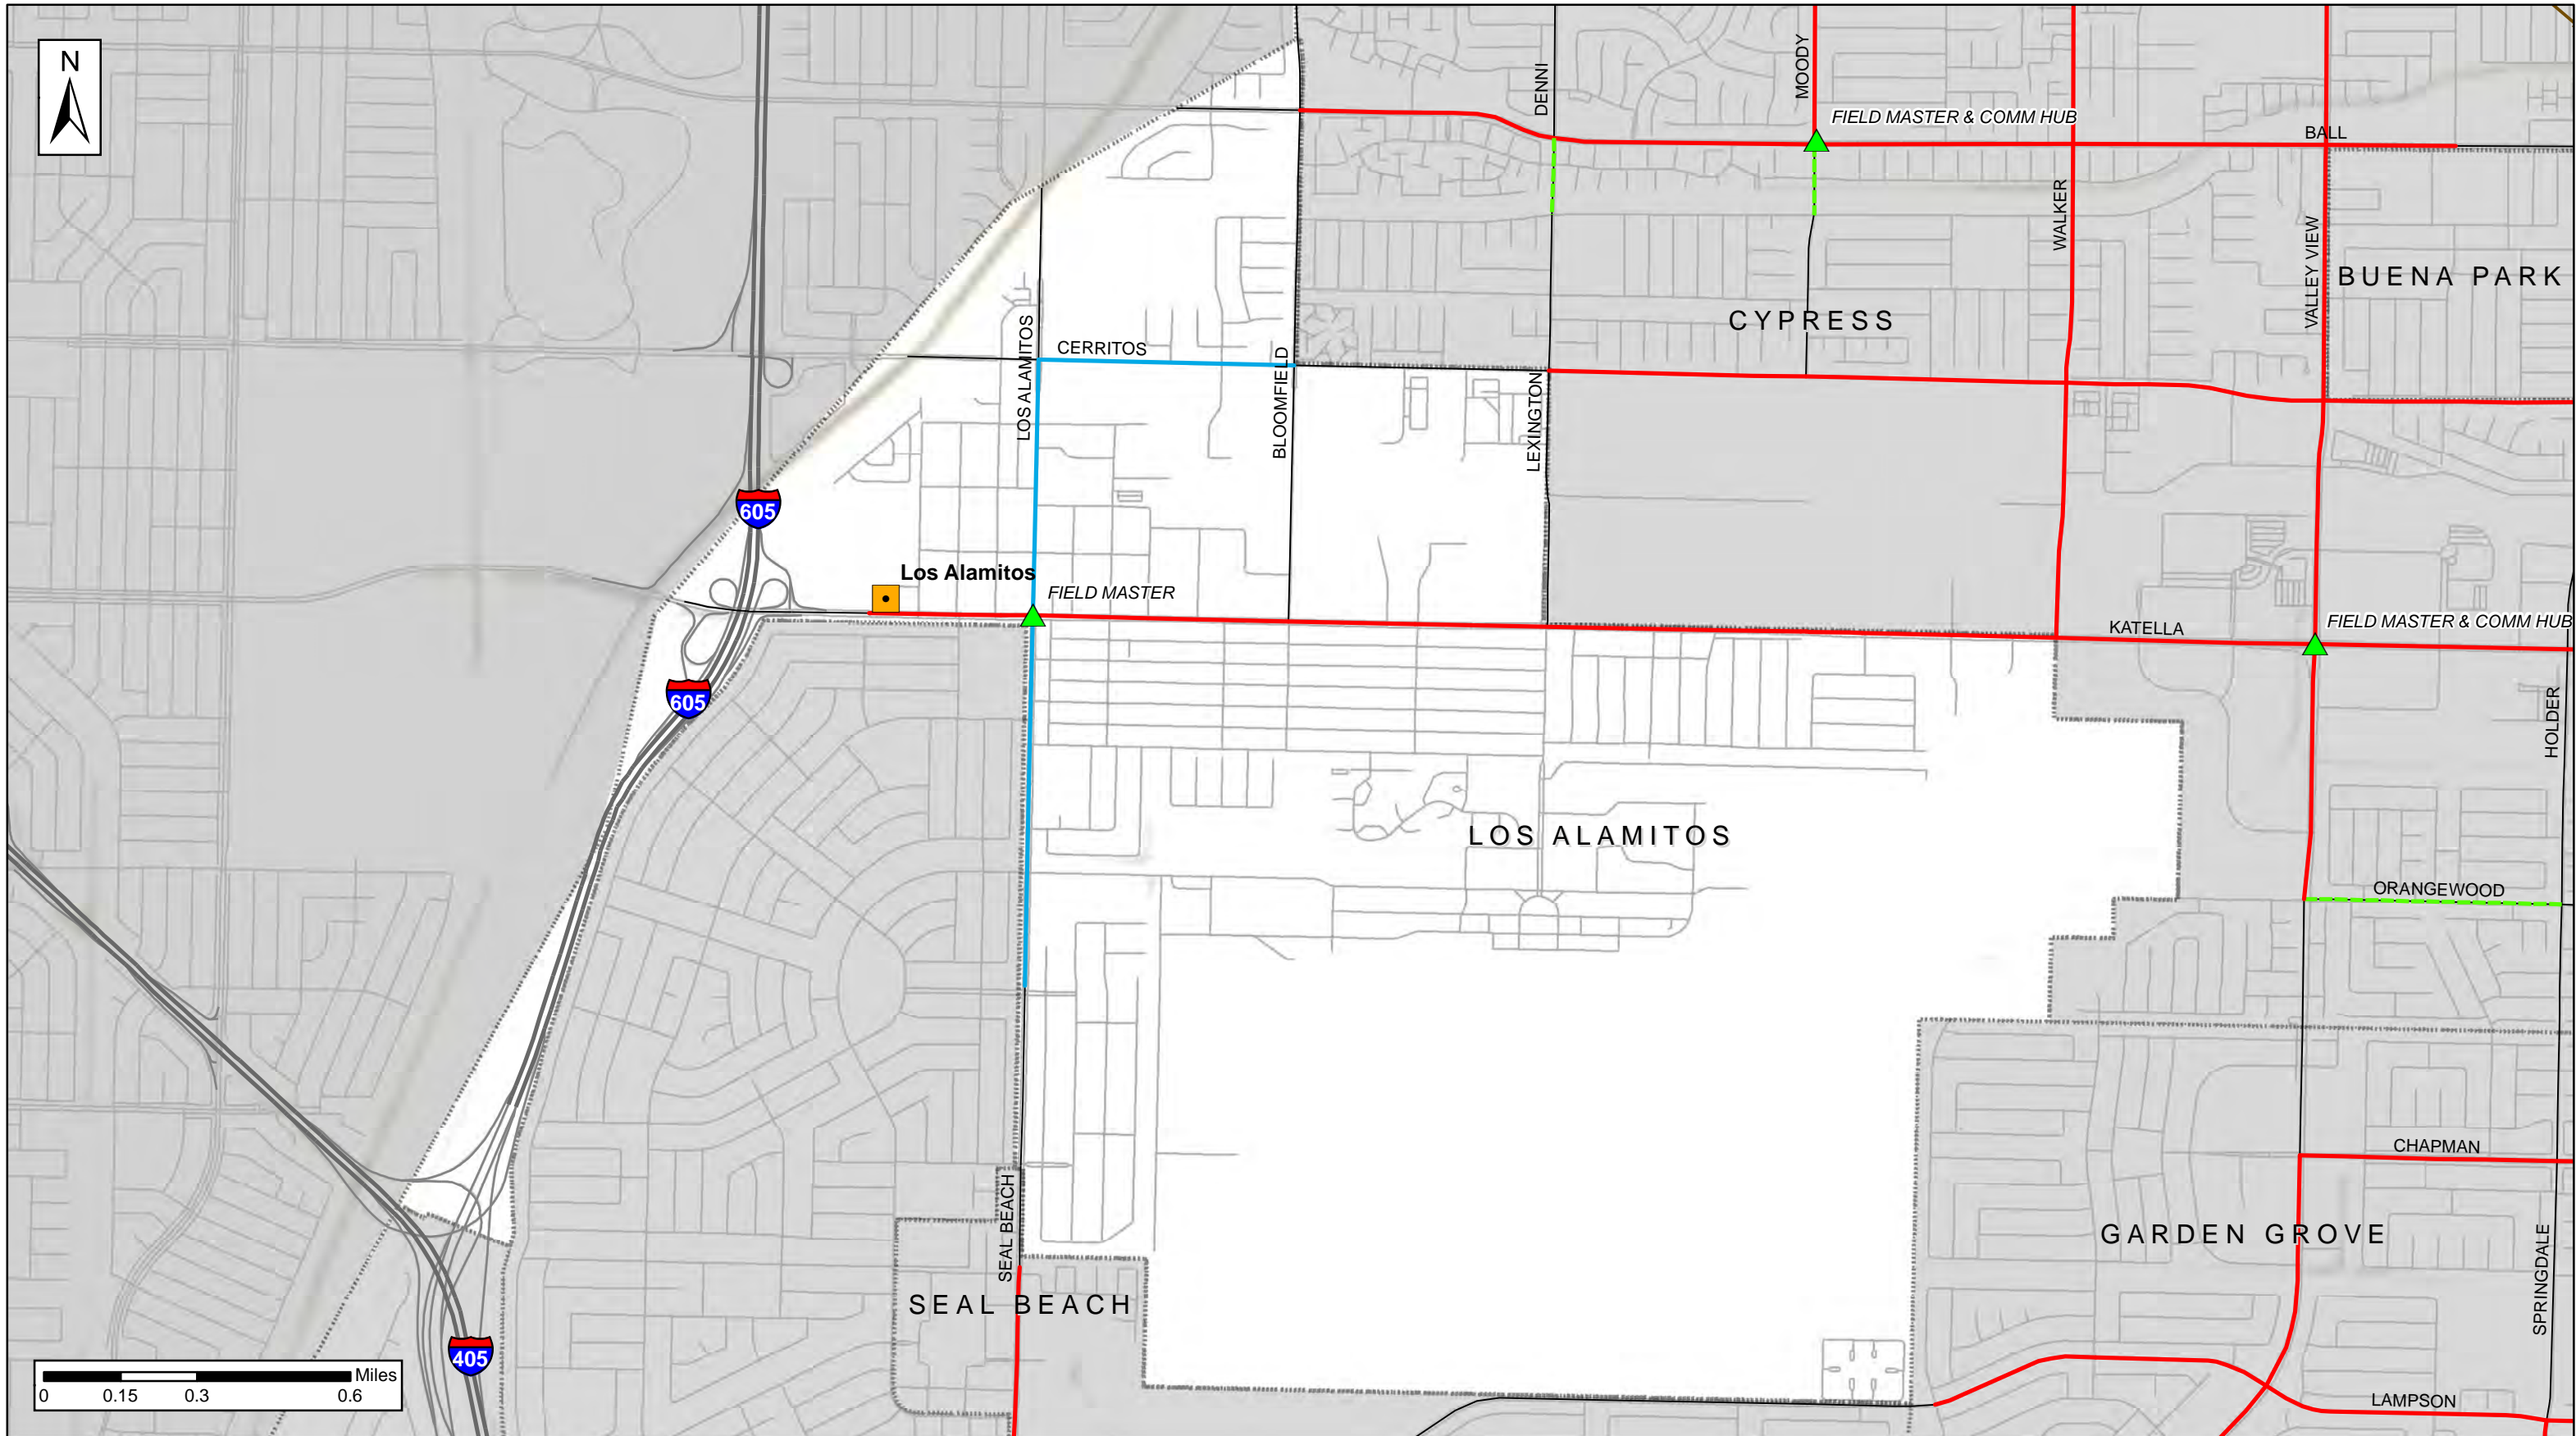 N
DENNI
MOODY
FIELD MASTER & COMM HUB
BALL
WALKER
VALLEY VIEW
BUENA PARK
CYPRESS
LOS ALAMITOS
CERRITOS
BLOOMFIELD
LEXINGTON
605
Los Alamitos
FIELD MASTER
KATELLA
FIELD MASTER & COMM HUB
605
HOLDER
LOS ALAMITOS
ORANGEWOOD
CHAPMAN
SEAL BEACH
GARDEN GROVE
SPRINGDALE
SEAL BEACH
405
Miles
0 0.15 0.3 0.6
LAMPSON